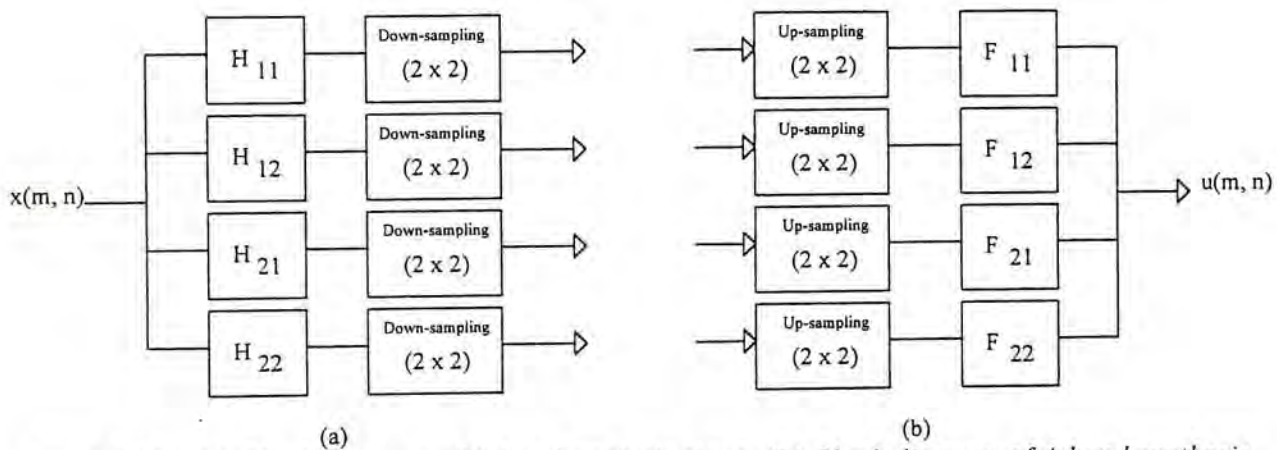 H 11
Down-sampling
(2 x 2)
H 12
Down-sampling
(2 x 2)
x(m, n)
H 21
Down-sampling
(2 x 2)
H 22
Down-sampling
(2 x 2)
(a)
Up-sampling
(2 x 2)
F 11
Up-sampling
(2 x 2)
F 12
u(m, n)
Up-sampling
(2 x 2)
F 21
Up-sampling
(2 x 2)
F 22
(b)